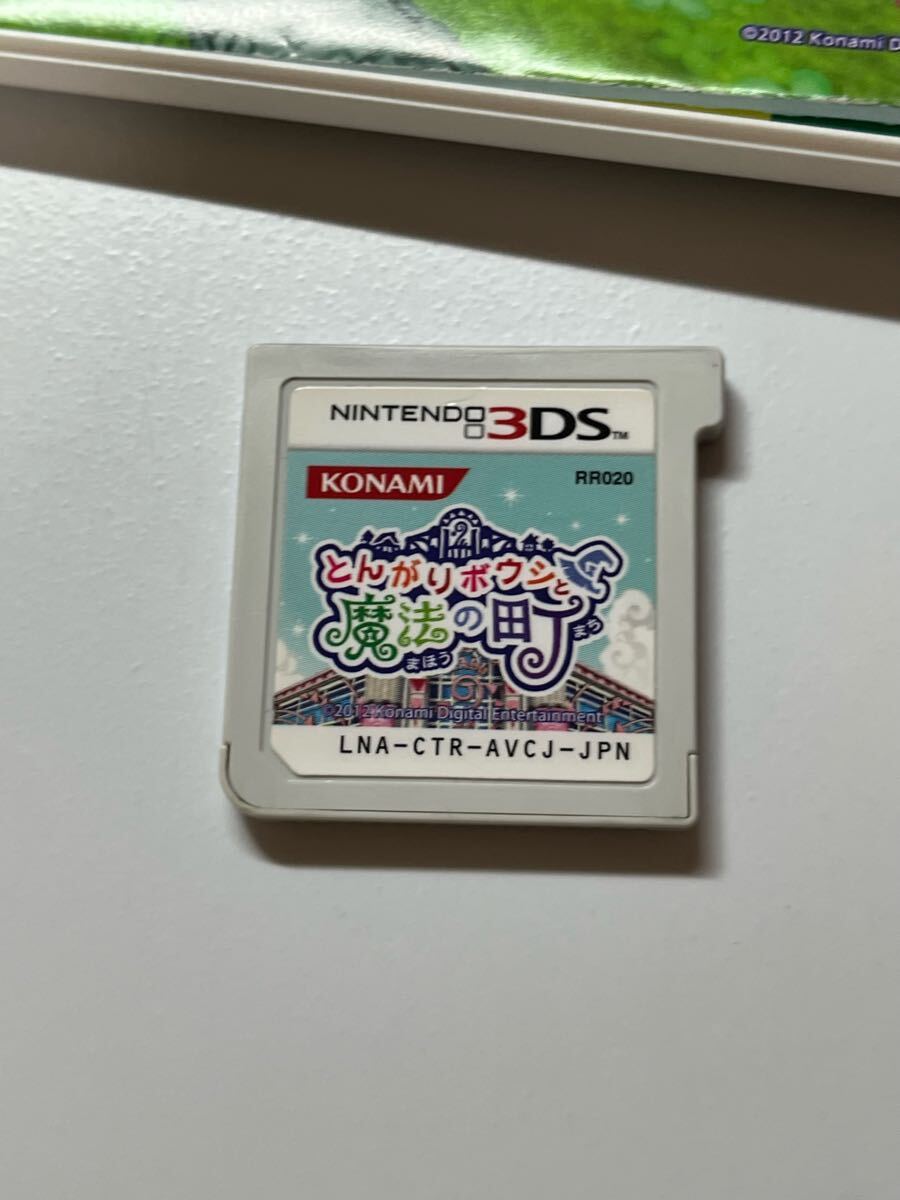 ©2012 Konami D
NINTENDO 3DS™
KONAMI
RR020
とんがりボウシと
魔法の町
まほう
まち
©2012 Konami Digital Entertainment
LNA-CTR-AVCJ-JPN